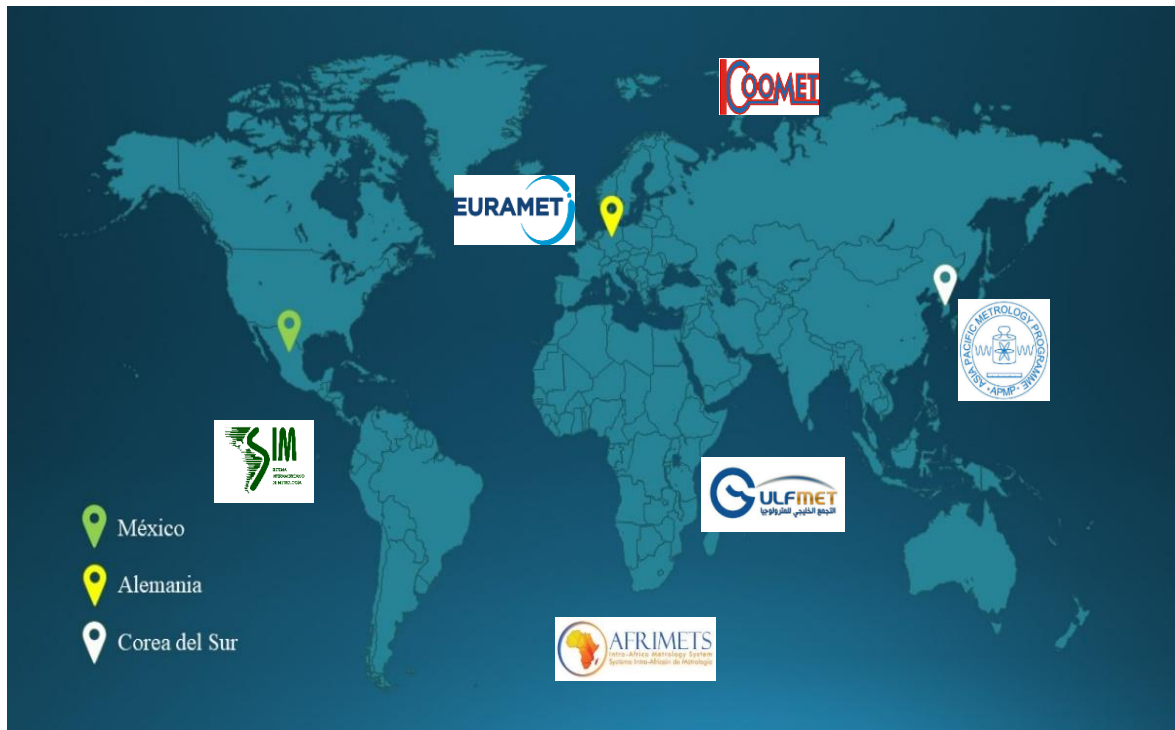 COOMET
EURAMET
ASIA PACIFIC METROLOGY PROGRAMME
· APMP ·
SIM
SISTEMA
INTERAMERICANO
DE METROLOGÍA
GULFMET
التجمع الخليجي للمترولوجيا
México
Alemania
Corea del Sur
AFRIMETS
Intra-Africa Metrology System
Système Intra-Africain de Métrologie